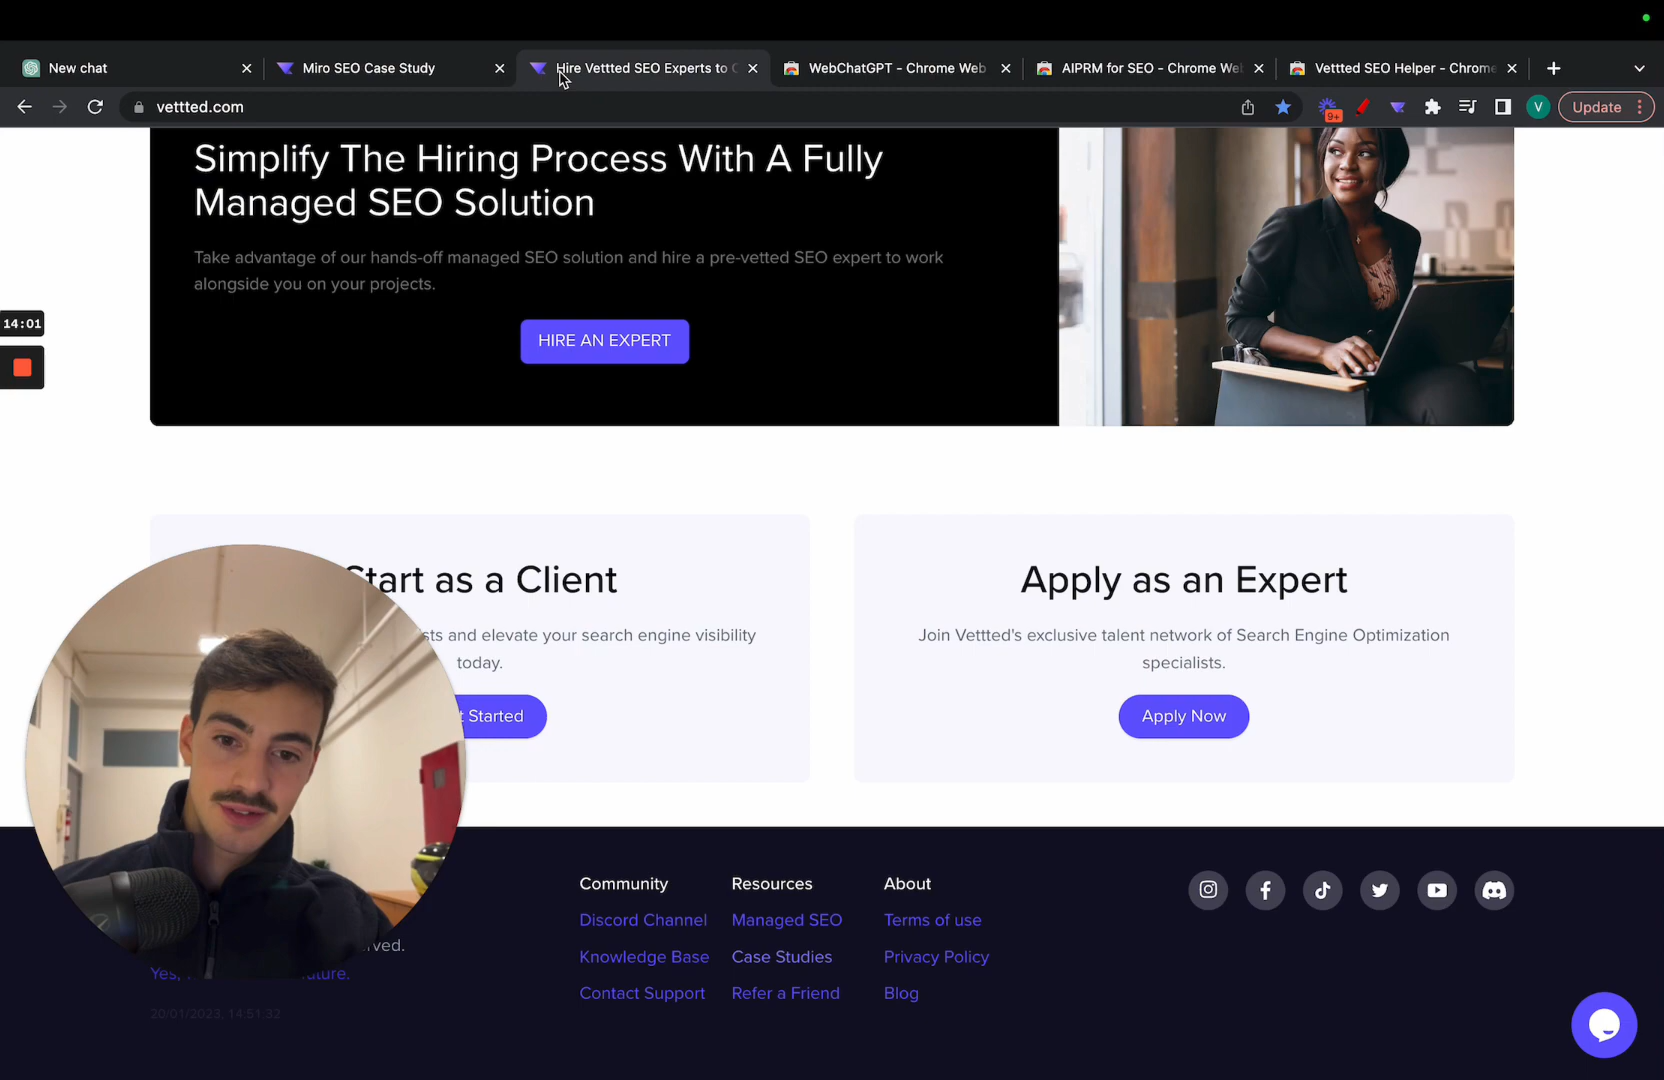 New chat
Miro SEO Case Study
Hire Vettted SEO Experts to
WebChatGPT - Chrome Web
AIPRM for SEO - Chrome We
Vettted SEO Helper - Chrome
vettted.com
9+
V
Update
Simplify The Hiring Process With A Fully
Managed SEO Solution
Take advantage of our hands-off managed SEO solution and hire a pre-vetted SEO expert to work
alongside you on your projects.
HIRE AN EXPERT
14:01
Start as a Client
sts and elevate your search engine visibility
today.
t Started
Apply as an Expert
Join Vettted's exclusive talent network of Search Engine Optimization
specialists.
Apply Now
Community
Discord Channel
Knowledge Base
Contact Support
Resources
Managed SEO
Case Studies
Refer a Friend
About
Terms of use
Privacy Policy
Blog
rved.
Yes,
uture.
20/01/2023, 14:51:32